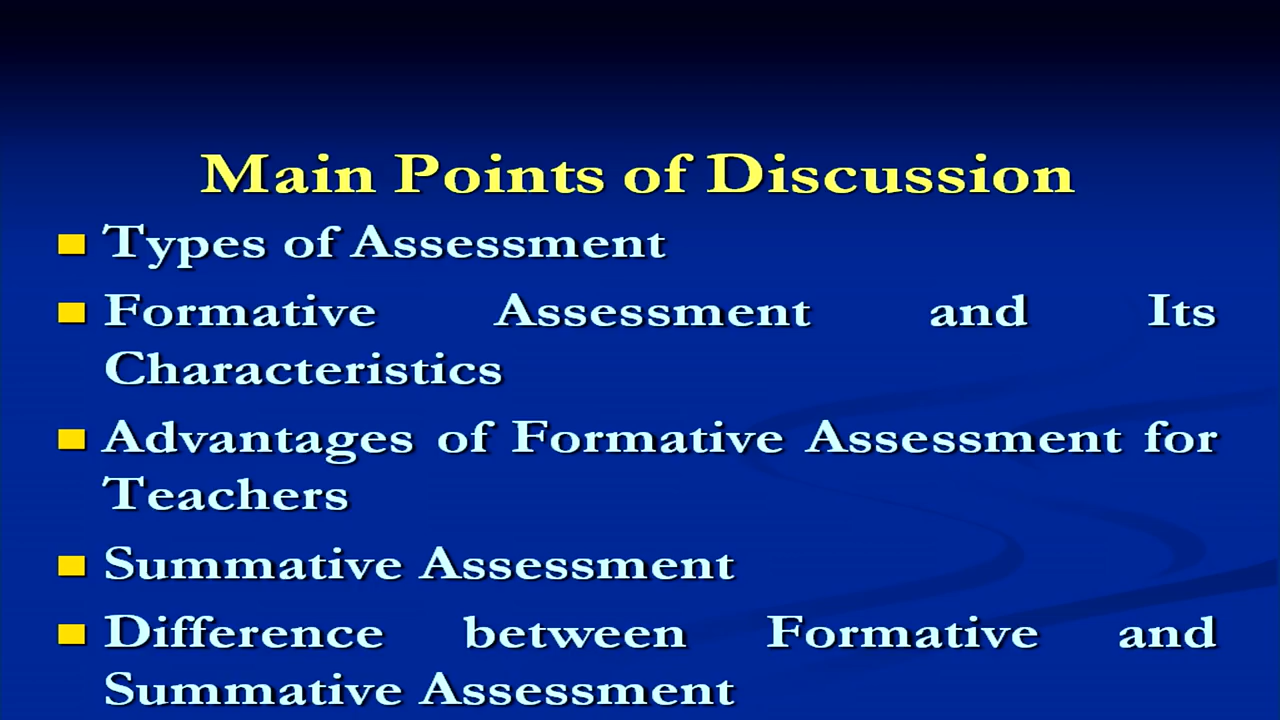 Main Points of Discussion
Types of Assessment
Formative Assessment and Its
Characteristics
Advantages of Formative Assessment for
Teachers
Summative Assessment
Difference between Formative and
Summative Assessment